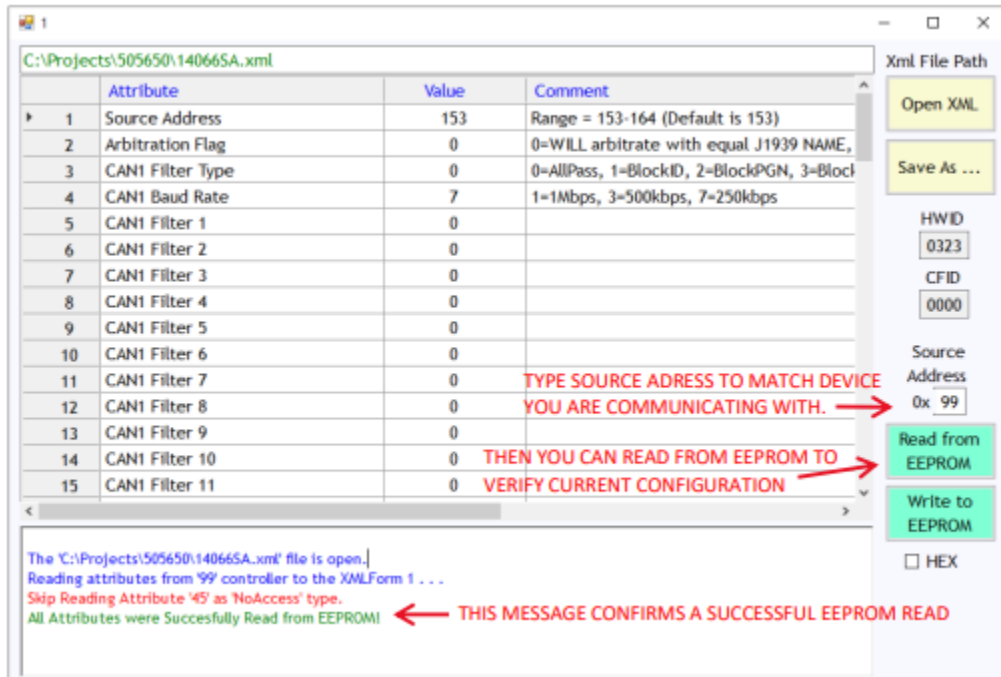 1
C:\Projects\505650\14066SA.xml
Xml File Path
Attribute Value Comment
Open XML
1 Source Address 153 Range = 153-164 (Default is 153)
2 Arbitration Flag 0 0=WILL arbitrate with equal J1939 NAME,
3 CAN1 Filter Type 0 0=AllPass, 1=BlockID, 2=BlockPGN, 3=Block
Save As ...
4 CAN1 Baud Rate 7 1=1Mbps, 3=500kbps, 7=250kbps
5 CAN1 Filter 1 0
HWID
6 CAN1 Filter 2 0
0323
7 CAN1 Filter 3 0
CFID
8 CAN1 Filter 4 0
0000
9 CAN1 Filter 5 0
10 CAN1 Filter 6 0
Source
Address
11 CAN1 Filter 7 0
TYPE SOURCE ADRESS TO MATCH DEVICE
12 CAN1 Filter 8 0
YOU ARE COMMUNICATING WITH.
0x 99
13 CAN1 Filter 9 0
14 CAN1 Filter 10 0
THEN YOU CAN READ FROM EEPROM TO
Read from
EEPROM
15 CAN1 Filter 11 0
VERIFY CURRENT CONFIGURATION
Write to
EEPROM
HEX
The 'C:\Projects\505650\14066SA.xml' file is open.
Reading attributes from '99' controller to the XMLForm 1 . . .
Skip Reading Attribute '45' as 'NoAccess' type.
All Attributes were Succesfully Read from EEPROM!
THIS MESSAGE CONFIRMS A SUCCESSFUL EEPROM READ